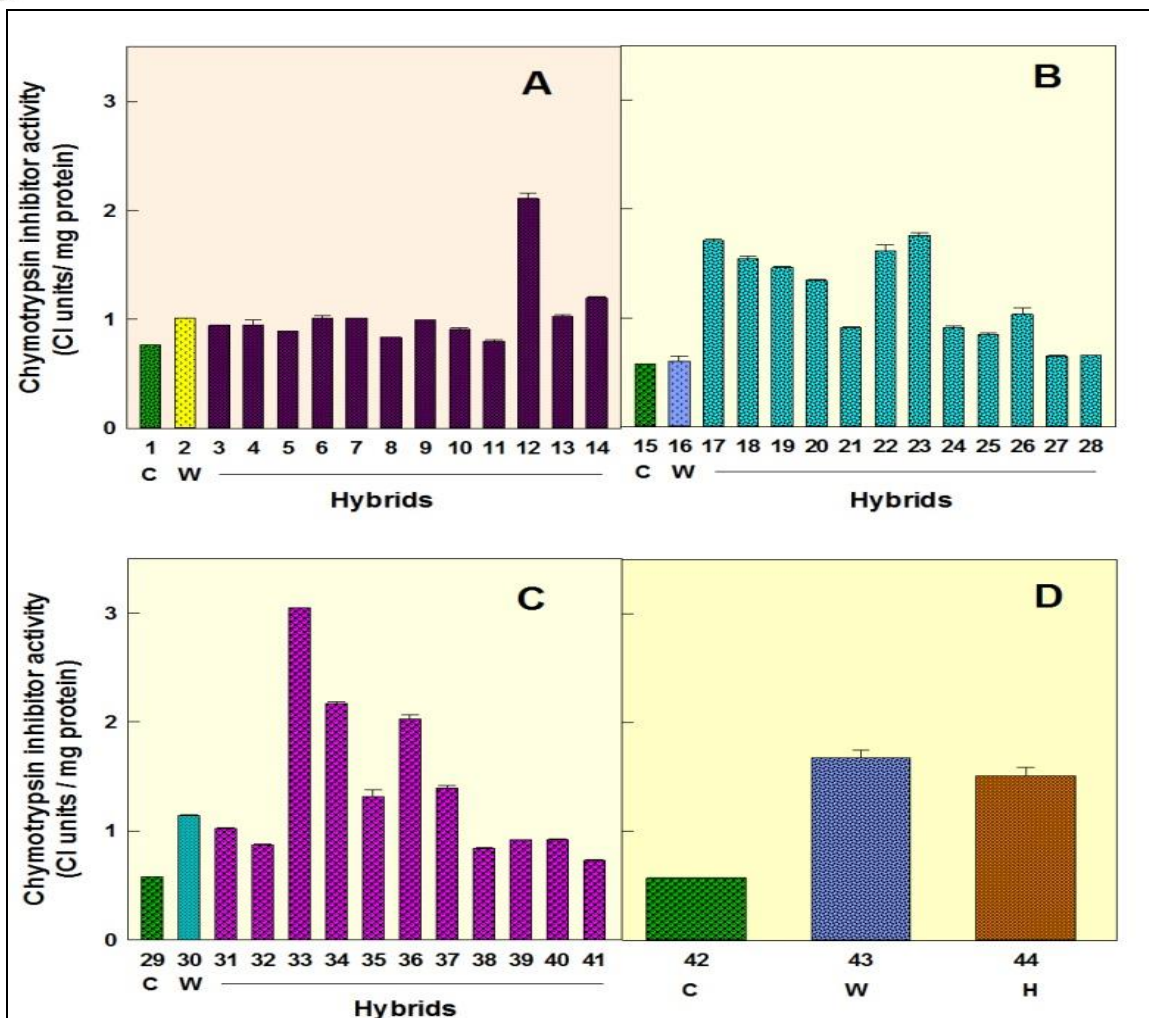 Chymotrypsin inhibitor activity
(CI units/ mg protein)
A
3
2
1
0
1 2 3 4 5 6 7 8 9 10 11 12 13 14
C W
Hybrids
B
15 16 17 18 19 20 21 22 23 24 25 26 27 28
C W
Hybrids
Chymotrypsin inhibitor activity
(CI units / mg protein)
C
3
2
1
0
29 30 31 32 33 34 35 36 37 38 39 40 41
C W
Hybrids
D
42 43 44
C W H